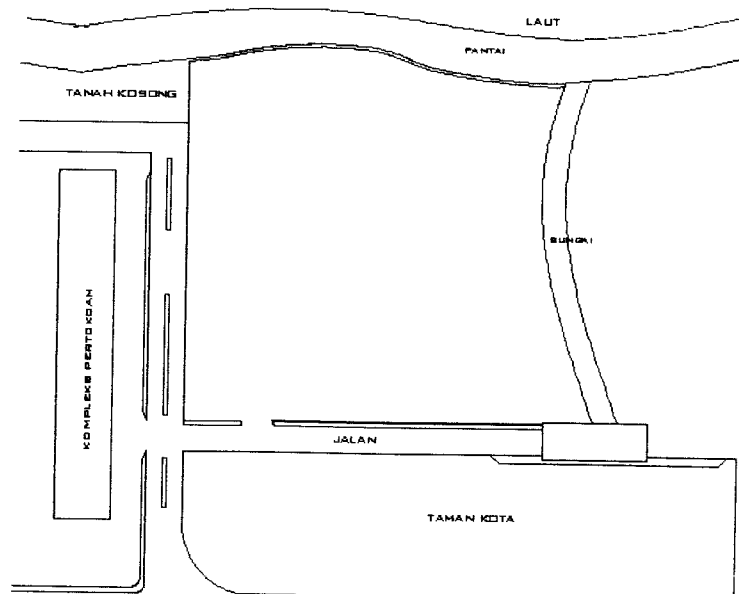 LAUT
PANTAI
TANAH KOSONG
SUNGAI
KOMPLEKS PERTOKOAN
JALAN
TAMAN KOTA